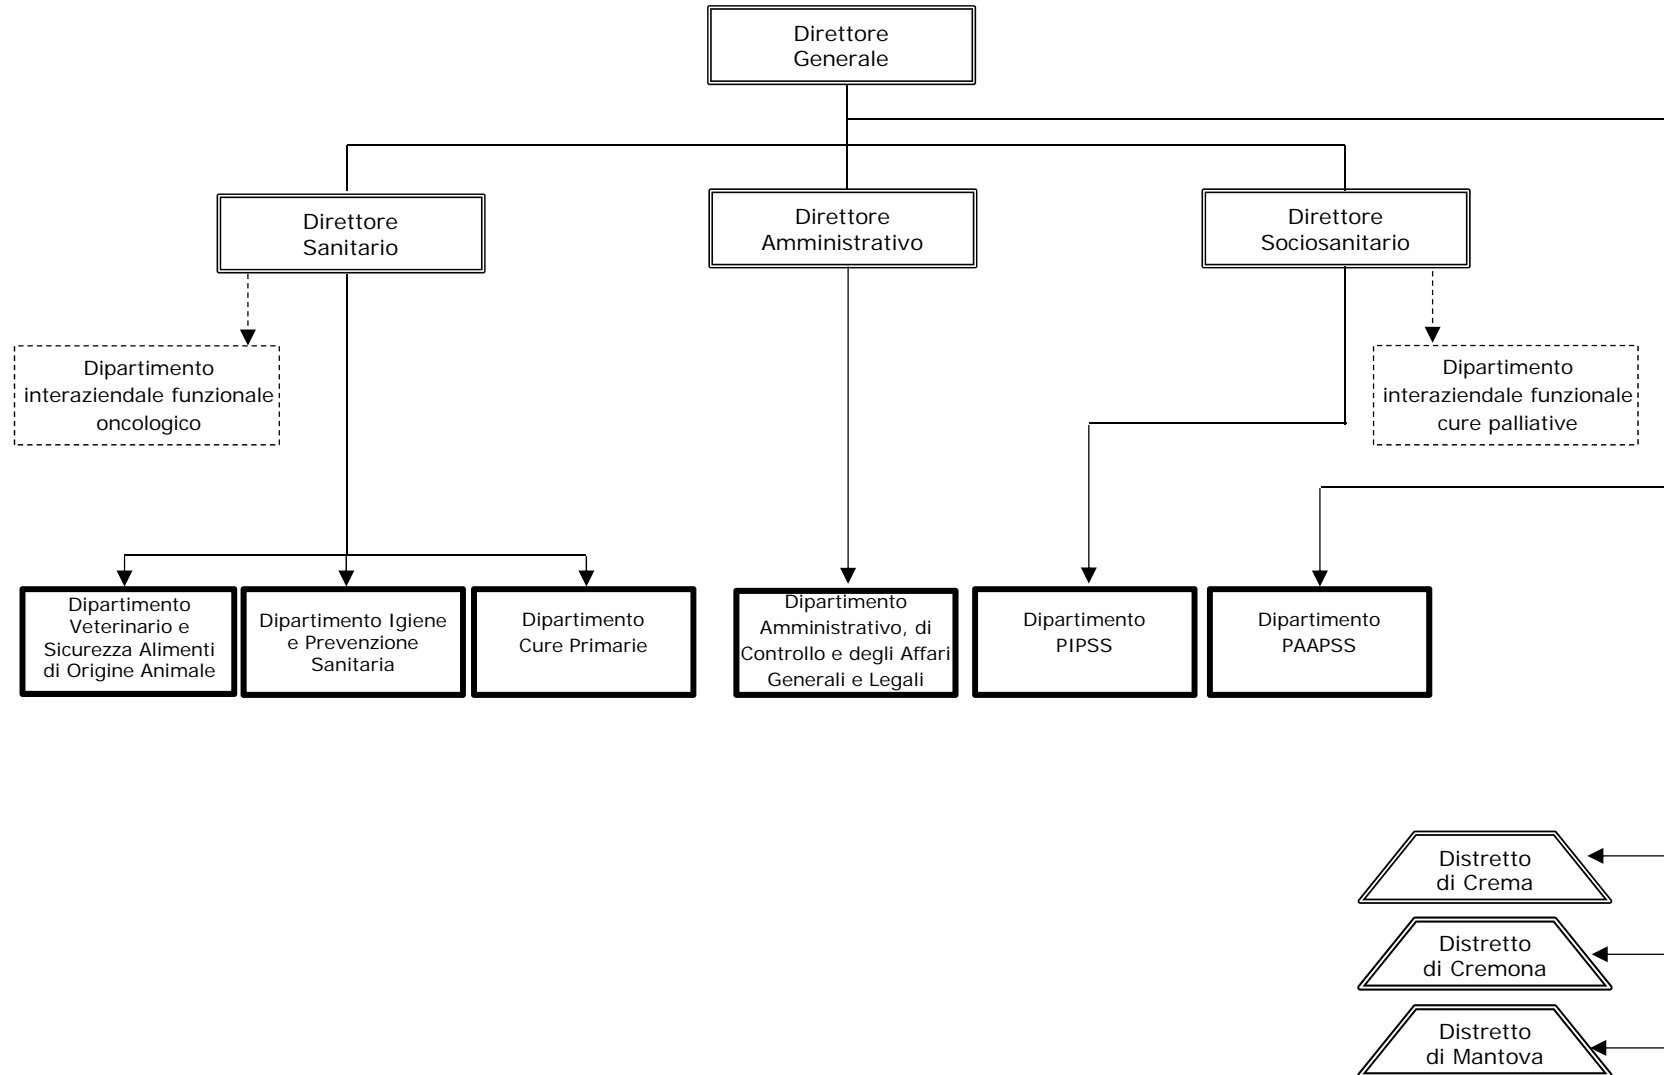 Direttore
Generale
Direttore
Sanitario
Direttore
Amministrativo
Direttore
Sociosanitario
Dipartimento
interaziendale funzionale
oncologico
Dipartimento
interaziendale funzionale
cure palliative
Dipartimento
Veterinario e
Sicurezza Alimenti
di Origine Animale
Dipartimento Igiene
e Prevenzione
Sanitaria
Dipartimento
Cure Primarie
Dipartimento
Amministrativo, di
Controllo e degli Affari
Generali e Legali
Dipartimento
PIPSS
Dipartimento
PAAPSS
Distretto
di Crema
Distretto
di Cremona
Distretto
di Mantova